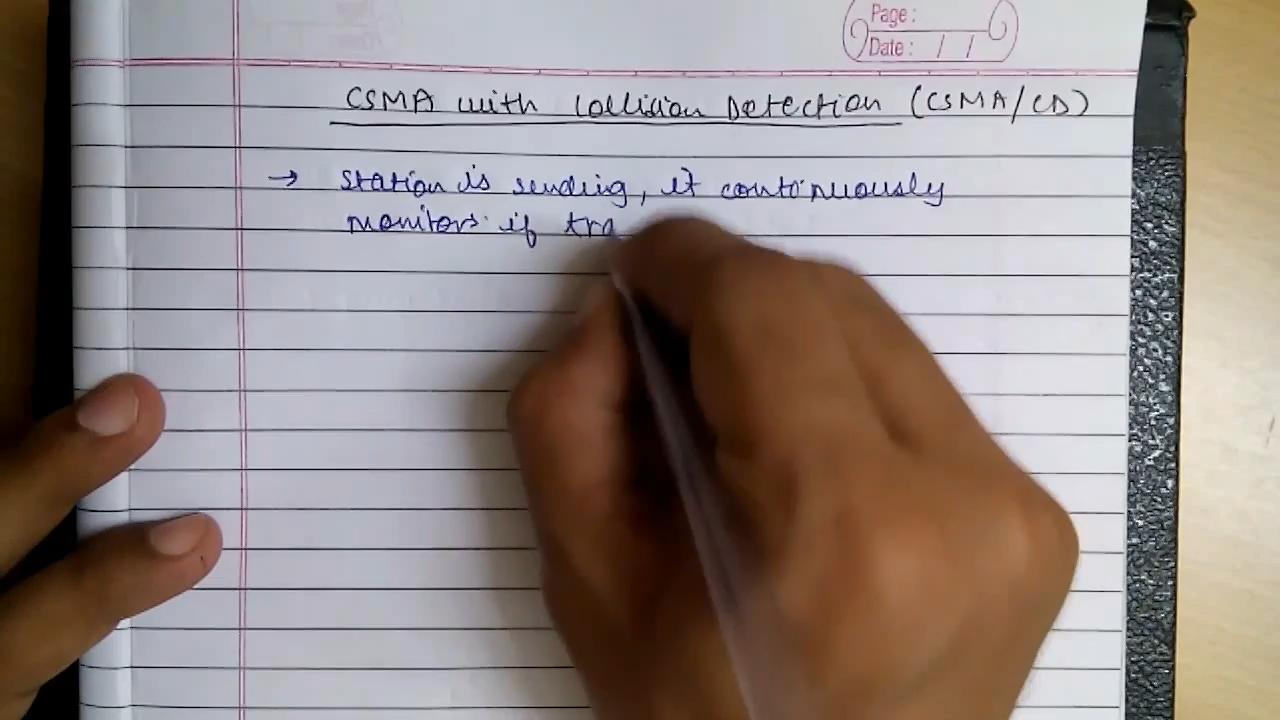 Page :
Date : / /
CSMA with Collision Detection (CSMA/CD)
→ Station is sending, it continuously
monitors if tra